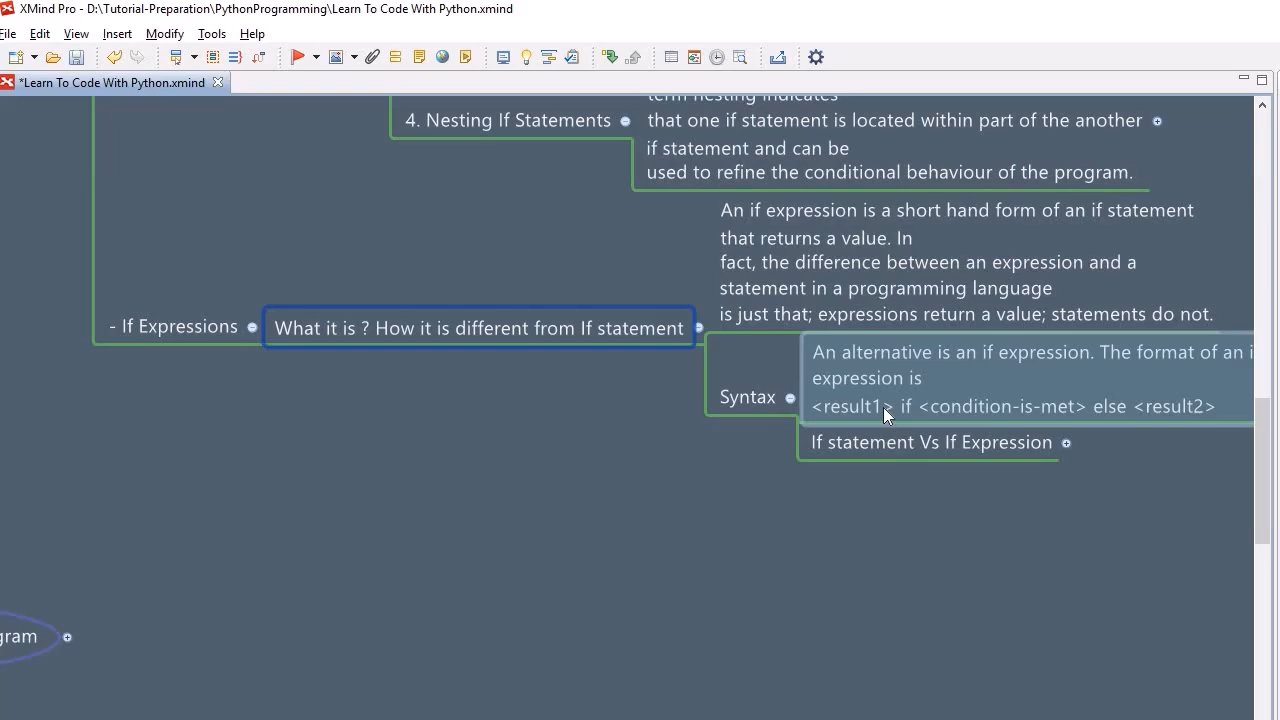 XMind Pro - D:\Tutorial-Preparation\PythonProgramming\Learn To Code With Python.xmind
File Edit View Insert Modify Tools Help
*Learn To Code With Python.xmind
term nesting indicates
4. Nesting If Statements
that one if statement is located within part of the another
if statement and can be
used to refine the conditional behaviour of the program.
An if expression is a short hand form of an if statement
that returns a value. In
fact, the difference between an expression and a
statement in a programming language
is just that; expressions return a value; statements do not.
- If Expressions
What it is ? How it is different from If statement
An alternative is an if expression. The format of an i
expression is
Syntax
<result1> if <condition-is-met> else <result2>
If statement Vs If Expression
gram